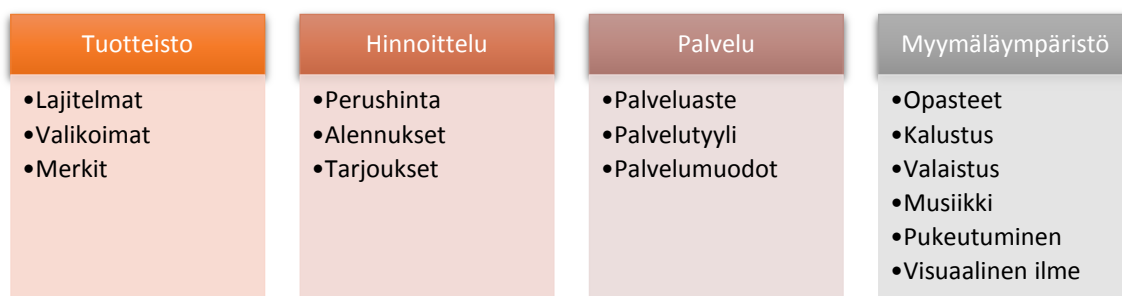 Tuotteisto
•Lajitelmat
•Valikoimat
•Merkit
Hinnoittelu
•Perushinta
•Alennukset
•Tarjoukset
Palvelu
•Palveluaste
•Palvelutyyli
•Palvelumuodot
Myymäläympäristö
•Opasteet
•Kalustus
•Valaistus
•Musiikki
•Pukeutuminen
•Visuaalinen ilme